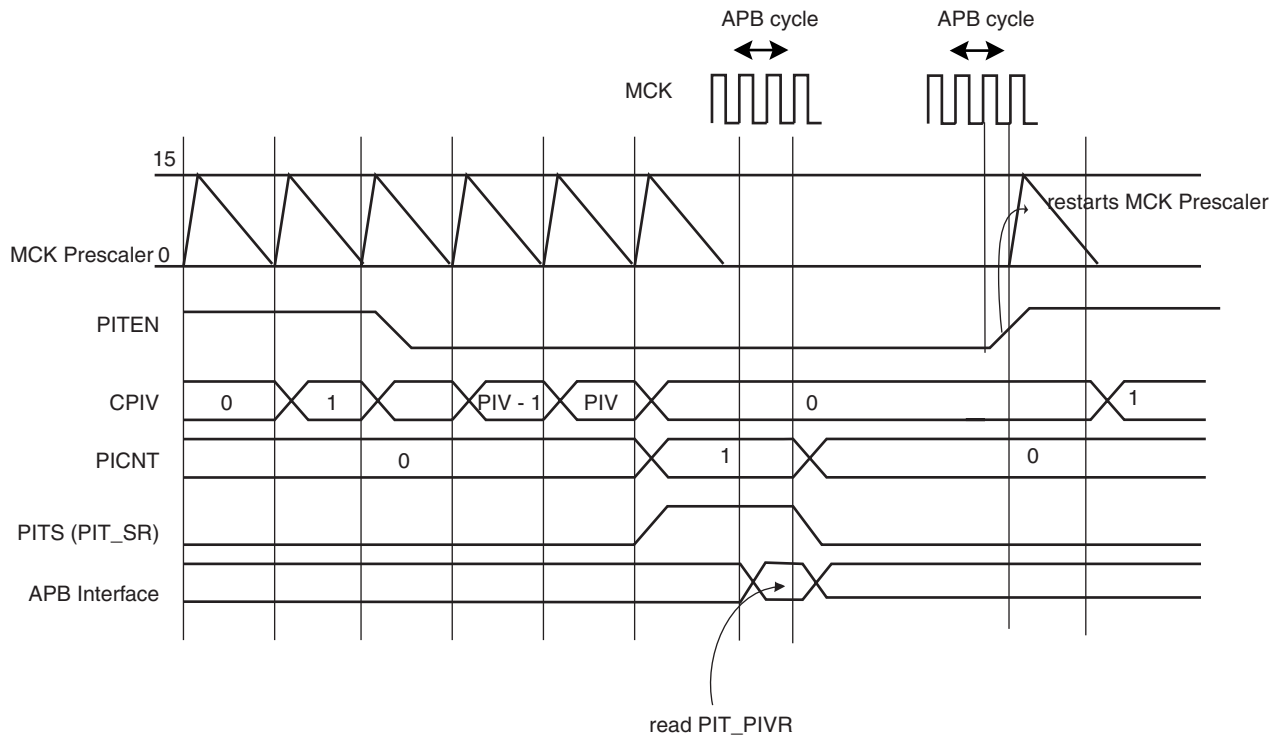 APB cycle
APB cycle
MCK
15
restarts MCK Prescaler
MCK Prescaler 0
PITEN
CPIV
0
1
PIV - 1
PIV
0
1
PICNT
0
1
0
PITS (PIT_SR)
APB Interface
read PIT_PIVR